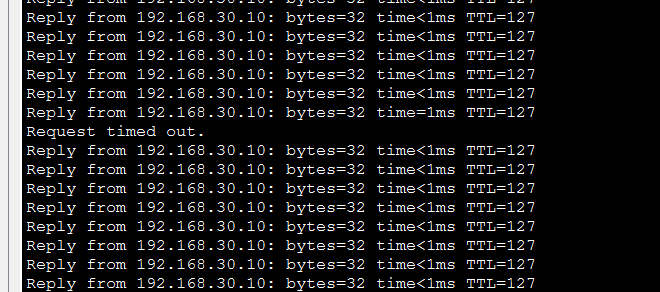 Reply from 192.168.30.10: bytes=32 time<1ms TTL=127
Reply from 192.168.30.10: bytes=32 time<1ms TTL=127
Reply from 192.168.30.10: bytes=32 time<1ms TTL=127
Reply from 192.168.30.10: bytes=32 time<1ms TTL=127
Reply from 192.168.30.10: bytes=32 time<1ms TTL=127
Reply from 192.168.30.10: bytes=32 time=1ms TTL=127
Request timed out.
Reply from 192.168.30.10: bytes=32 time<1ms TTL=127
Reply from 192.168.30.10: bytes=32 time<1ms TTL=127
Reply from 192.168.30.10: bytes=32 time<1ms TTL=127
Reply from 192.168.30.10: bytes=32 time<1ms TTL=127
Reply from 192.168.30.10: bytes=32 time<1ms TTL=127
Reply from 192.168.30.10: bytes=32 time<1ms TTL=127
Reply from 192.168.30.10: bytes=32 time<1ms TTL=127
Reply from 192.168.30.10: bytes=32 time<1ms TTL=127